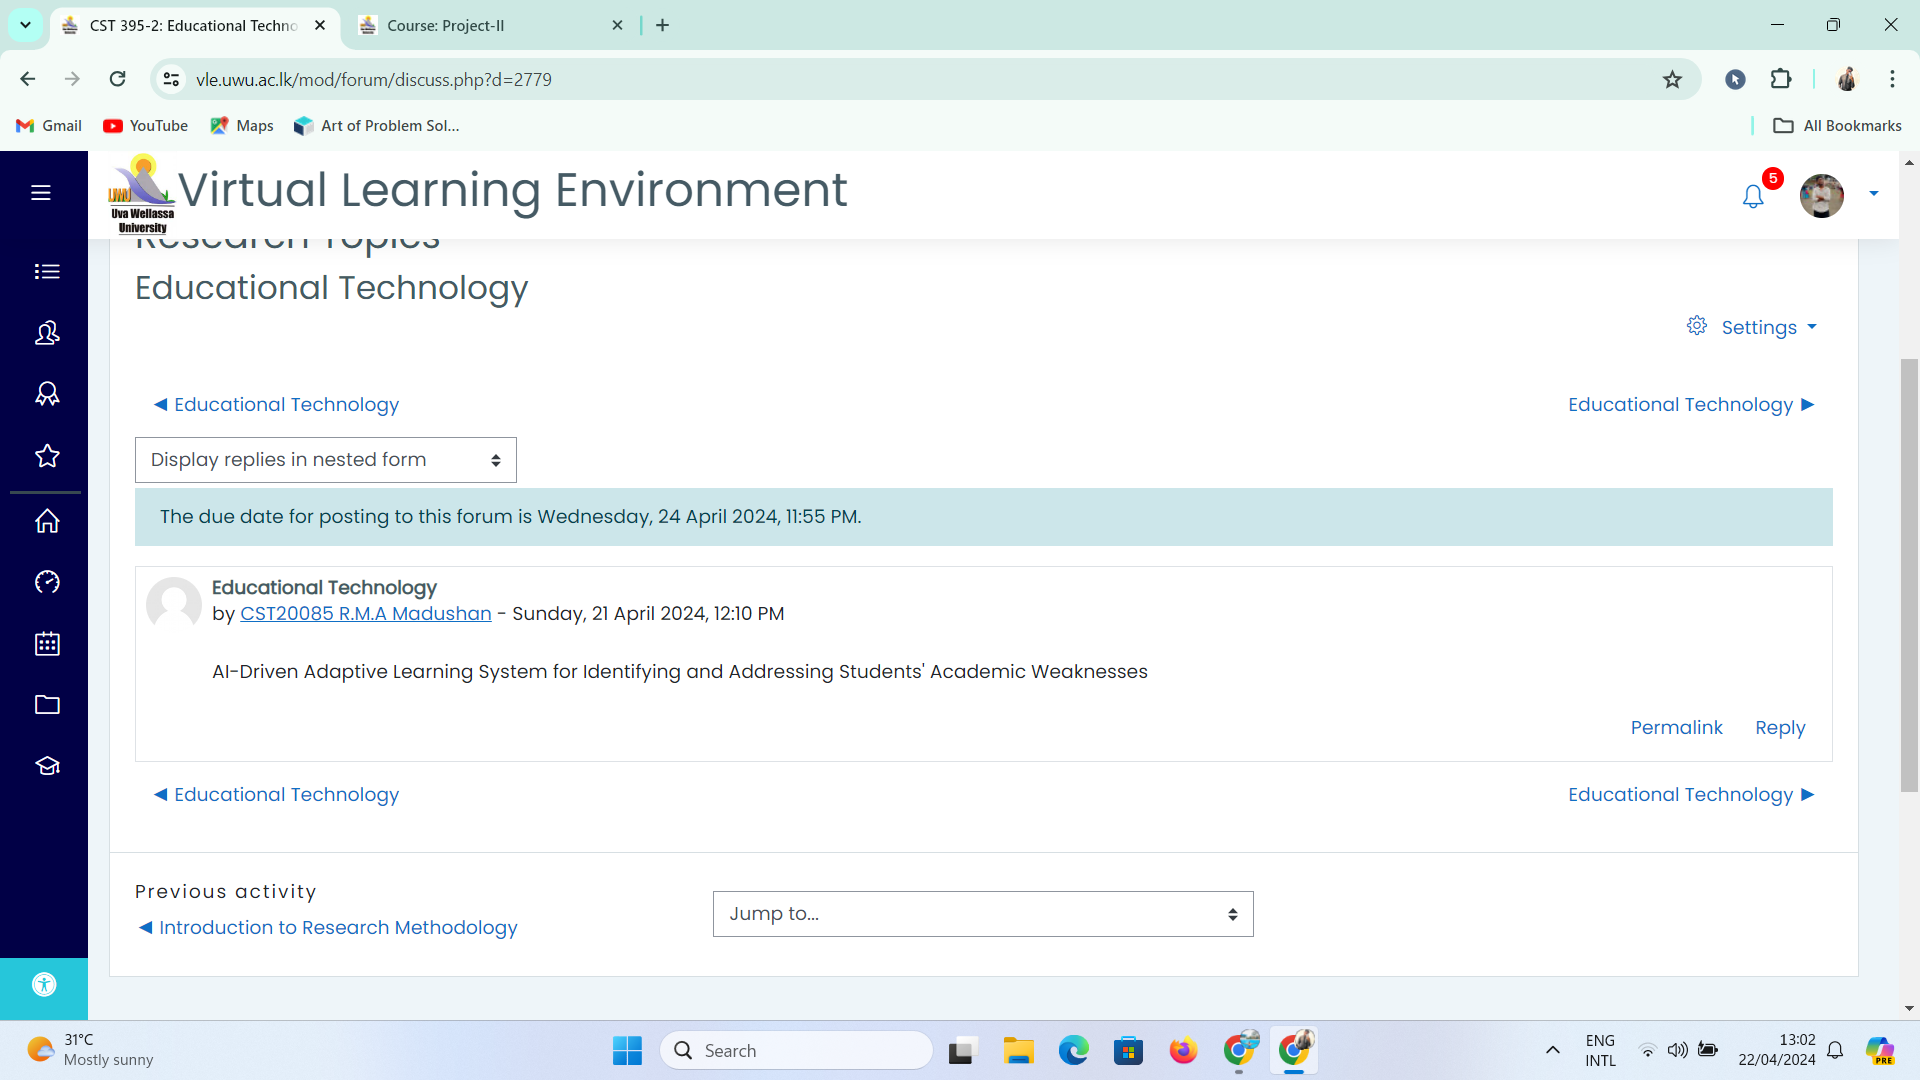 CST 395-2: Educational Techno
Course: Project-II
vle.uwu.ac.lk/mod/forum/discuss.php?d=2779
Gmail
YouTube
Maps
Art of Problem Sol...
All Bookmarks
UWU
Uva Wellassa
University
Virtual Learning Environment
5
Research Topics
Educational Technology
Settings
◀ Educational Technology
Educational Technology ▶
Display replies in nested form
The due date for posting to this forum is Wednesday, 24 April 2024, 11:55 PM.
Educational Technology
by CST20085 R.M.A Madushan - Sunday, 21 April 2024, 12:10 PM
AI-Driven Adaptive Learning System for Identifying and Addressing Students' Academic Weaknesses
Permalink
Reply
◀ Educational Technology
Educational Technology ▶
Previous activity
◀ Introduction to Research Methodology
Jump to...
31°C
Mostly sunny
Search
ENG
INTL
13:02
22/04/2024
PRE